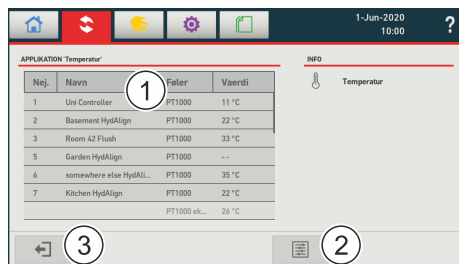 1-Jun-2020
10:00
?
APPLIKATION 'Temperatur'
INFO
Nej. Navn Føler Vaerdi
Temperatur
1 Uni Controller PT1000 11 °C
2 Basement HydAlign PT1000 22 °C
3 Room 42 Flush PT1000 33 °C
5 Garden HydAlign PT1000 --
6 somewhere else HydAli... PT1000 35 °C
7 Kitchen HydAlign PT1000 22 °C
PT1000 ek... 26 °C
1
3
2